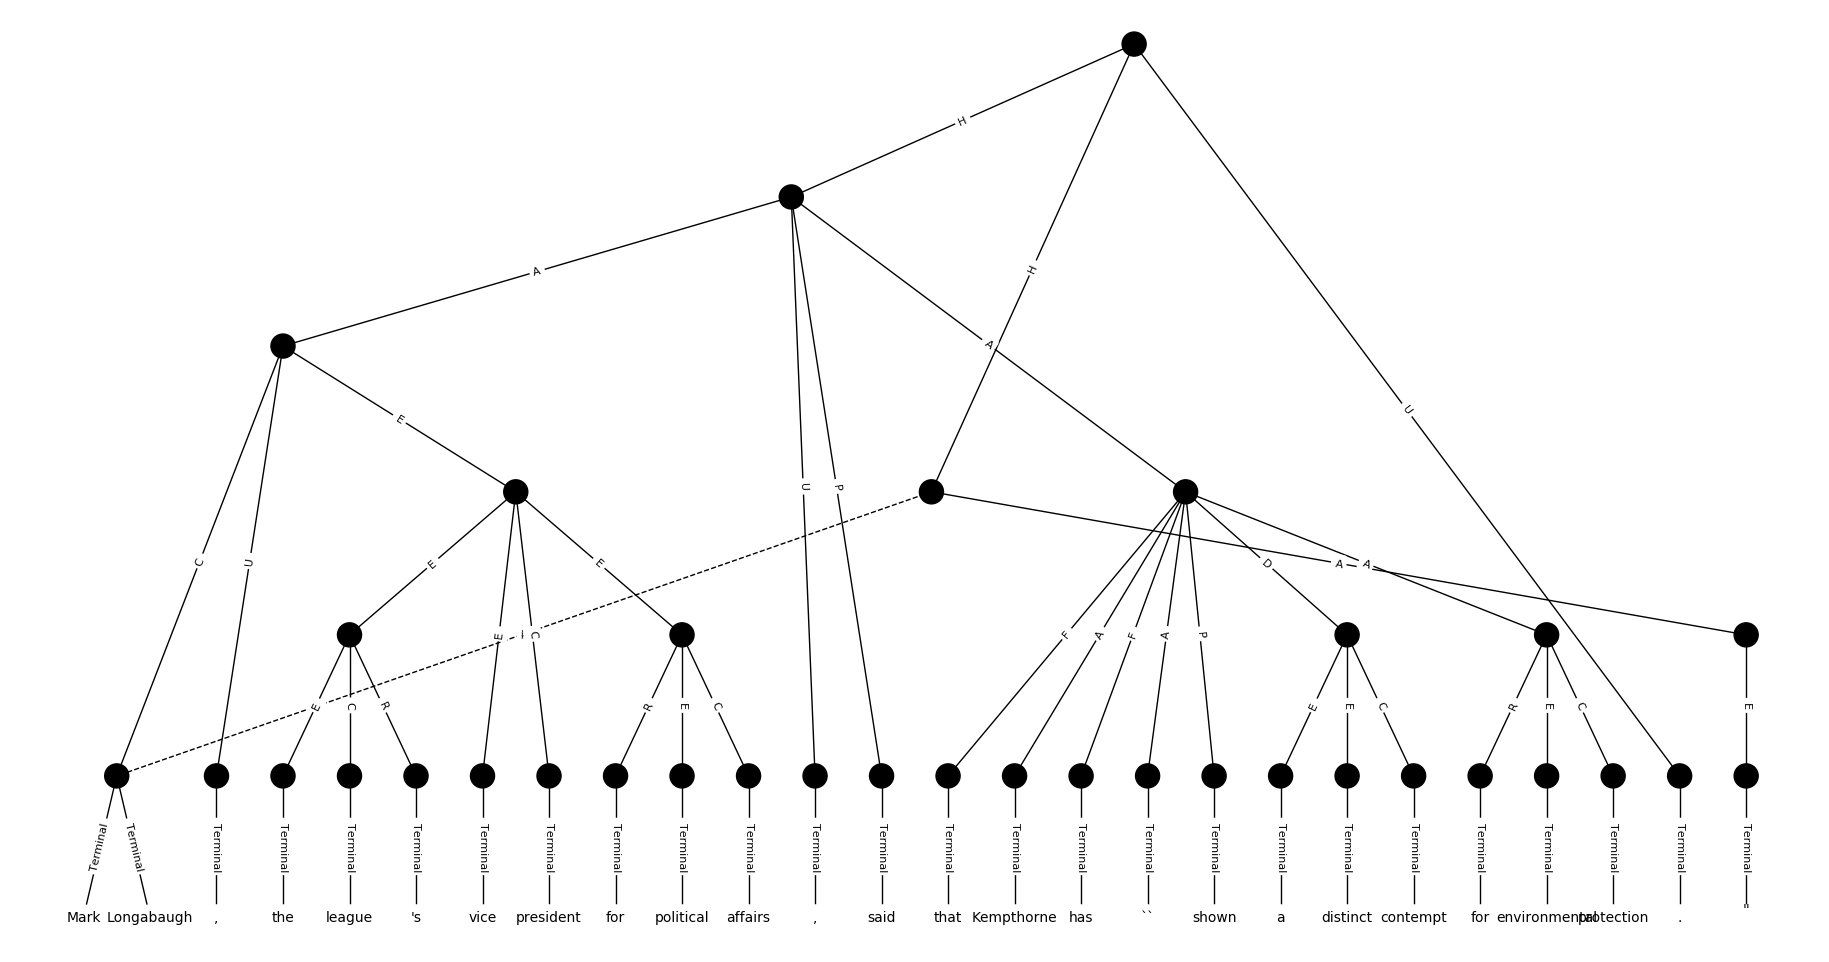 H
H
A
A
E
U
C
U
U
P
E
E
D
A
A
E
C
F
A
F
A
P
E
C
R
R
E
C
E
E
C
R
E
C
E
Terminal Terminal Terminal Terminal Terminal Terminal Terminal Terminal Terminal Terminal Terminal Terminal Terminal Terminal Terminal Terminal Terminal Terminal Terminal Terminal Terminal Terminal Terminal Terminal Terminal Terminal
Mark Longabaugh , the league 's vice president for political affairs , said that Kempthorne has `` shown a distinct contempt for environmental protection . "